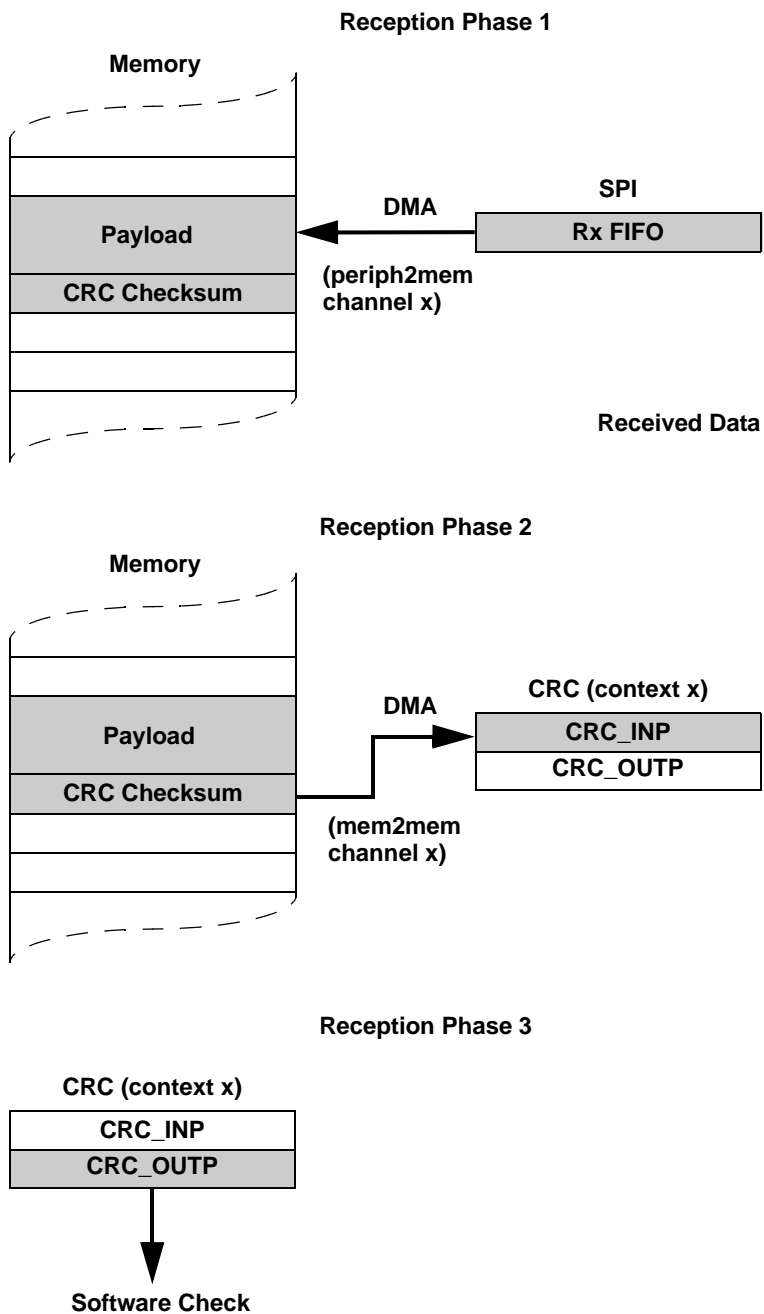 Reception Phase 1
Memory
SPI
DMA
Rx FIFO
Payload
(periph2mem
channel x)
CRC Checksum
Received Data
Reception Phase 2
Memory
CRC (context x)
DMA
CRC_INP
Payload
CRC_OUTP
CRC Checksum
(mem2mem
channel x)
Reception Phase 3
CRC (context x)
CRC_INP
CRC_OUTP
Software Check